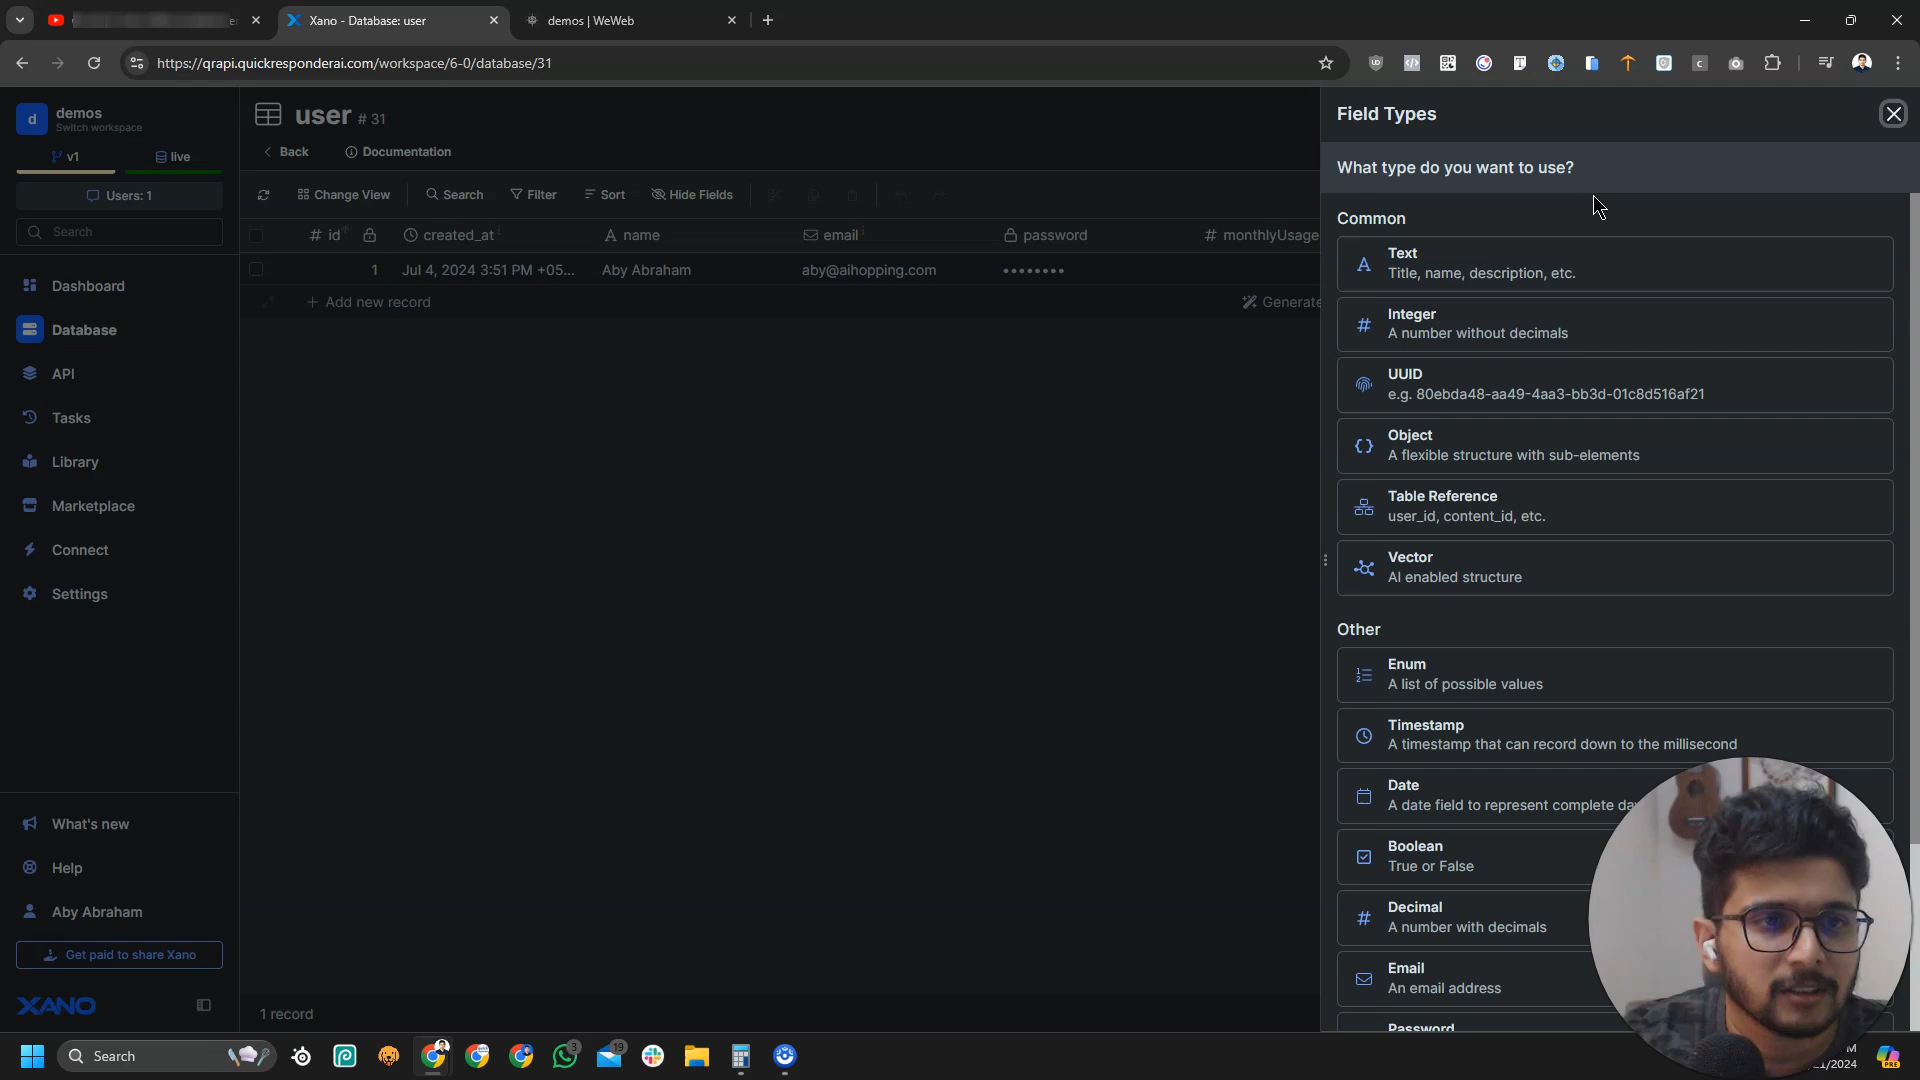 Xano - Database: user
demos | WeWeb
https://qrapi.quickresponderai.com/workspace/6-0/database/31
d
demos
Switch workspace
v1
live
Users: 1
Search
Dashboard
Database
API
Tasks
Library
Marketplace
Connect
Settings
What's new
Help
Aby Abraham
Get paid to share Xano
XANO
user # 31
Back
Documentation
Change View
Search
Filter
Sort
Hide Fields
# id
created_at
A name
email
password
# monthlyUsage
1
Jul 4, 2024 3:51 PM +05...
Aby Abraham
aby@aihopping.com
••••••••
+ Add new record
Generate
1 record
Field Types
What type do you want to use?
Common
Text
Title, name, description, etc.
Integer
A number without decimals
UUID
e.g. 80ebda48-aa49-4aa3-bb3d-01c8d516af21
Object
A flexible structure with sub-elements
Table Reference
user_id, content_id, etc.
Vector
AI enabled structure
Other
Enum
A list of possible values
Timestamp
A timestamp that can record down to the millisecond
Date
A date field to represent complete
Boolean
True or False
Decimal
A number with decimals
Email
An email address
Password
Search
3
19
M
/2024
PRE